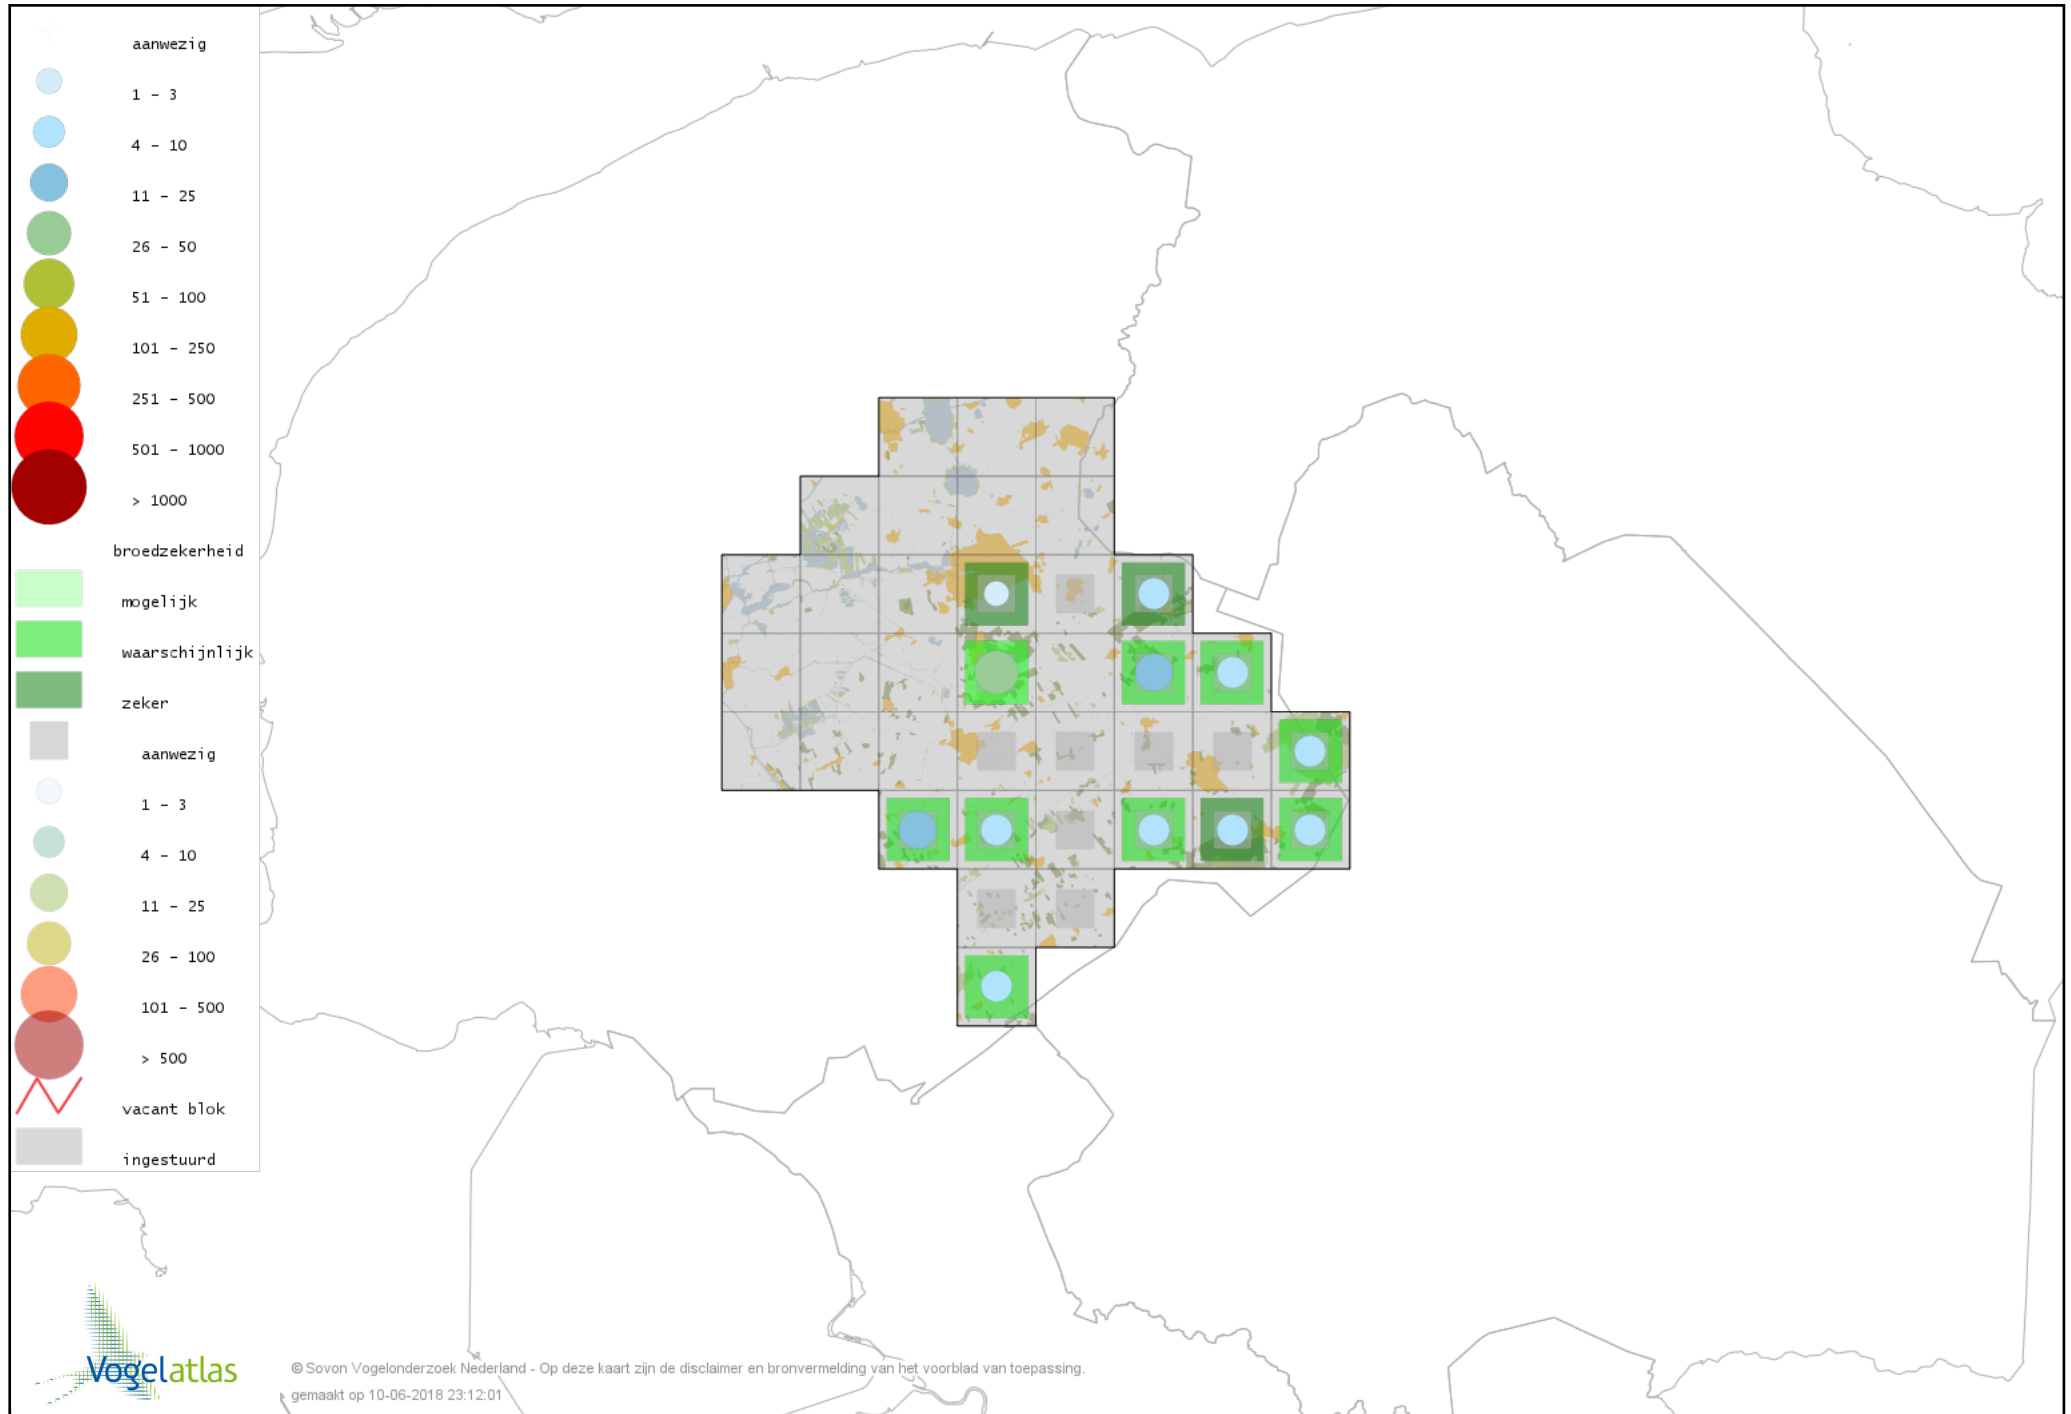 aanwezig
1 - 3
4 - 10
11 - 25
26 - 50
51 - 100
101 - 250
251 - 500
501 - 1000
> 1000
broedzekerheid
mogelijk
waarschijnlijk
zeker
aanwezig
1 - 3
4 - 10
11 - 25
26 - 100
101 - 500
> 500
vacant blok
ingestuurd
Vogelatlas
© Sovon Vogelonderzoek Nederland - Op deze kaart zijn de disclaimer en bronvermelding van het voorblad van toepassing.
gemaakt op 10-06-2018 23:12:01